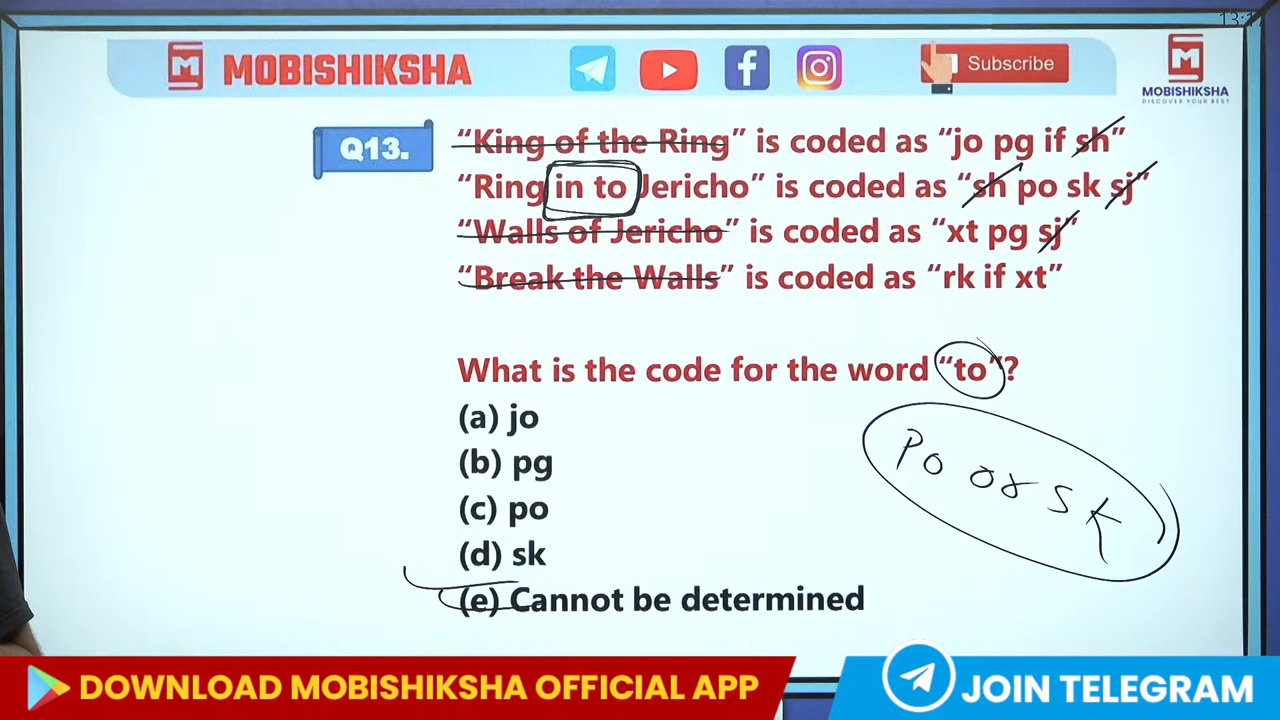 13:1
MOBISHIKSHA
Subscribe
MOBISHIKSHA
DISCOVER YOUR BEST
Q13.
“King of the Ring” is coded as “jo pg if sh”
“Ring in to Jericho” is coded as “sh po sk sj”
“Walls of Jericho” is coded as “xt pg sj”
“Break the Walls” is coded as “rk if xt”
What is the code for the word “to”?
(a) jo
(b) pg
(c) po
(d) sk
(e) Cannot be determined
Po or sK
DOWNLOAD MOBISHIKSHA OFFICIAL APP
JOIN TELEGRAM